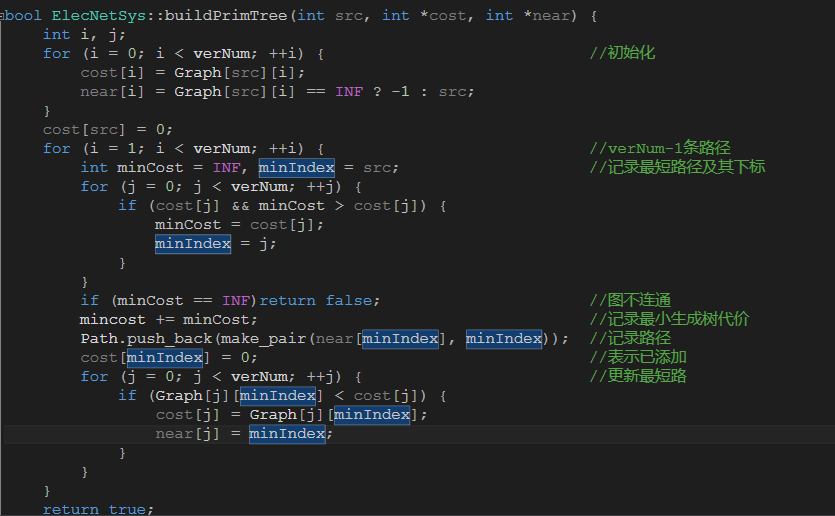 bool ElecNetSys::buildPrimTree(int src, int *cost, int *near) {
    int i, j;
    for (i = 0; i < verNum; ++i) {                             //初始化
        cost[i] = Graph[src][i];
        near[i] = Graph[src][i] == INF ? -1 : src;
    }
    cost[src] = 0;
    for (i = 1; i < verNum; ++i) {                             //verNum-1条路径
        int minCost = INF, minIndex = src;                     //记录最短路径及其下标
        for (j = 0; j < verNum; ++j) {
            if (cost[j] && minCost > cost[j]) {
                minCost = cost[j];
                minIndex = j;
            }
        }
        if (minCost == INF)return false;                       //图不连通
        mincost += minCost;                                    //记录最小生成树代价
        Path.push_back(make_pair(near[minIndex], minIndex));  //记录路径
        cost[minIndex] = 0;                                    //表示已添加
        for (j = 0; j < verNum; ++j) {                         //更新最短路
            if (Graph[j][minIndex] < cost[j]) {
                cost[j] = Graph[j][minIndex];
                near[j] = minIndex;
            }
        }
    }
    return true;